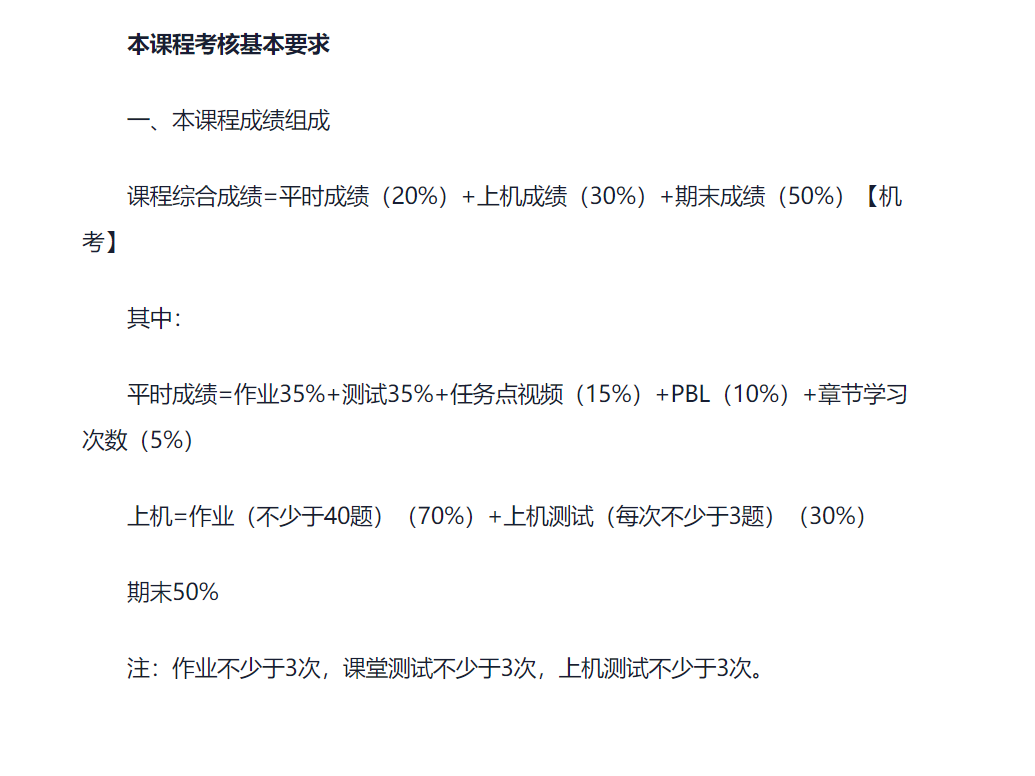 本课程考核基本要求
一、本课程成绩组成
课程综合成绩=平时成绩（20%）+上机成绩（30%）+期末成绩（50%）【机
考】
其中：
平时成绩=作业35%+测试35%+任务点视频（15%）+PBL（10%）+章节学习
次数（5%）
上机=作业（不少于40题）（70%）+上机测试（每次不少于3题）（30%）
期末50%
注：作业不少于3次，课堂测试不少于3次，上机测试不少于3次。